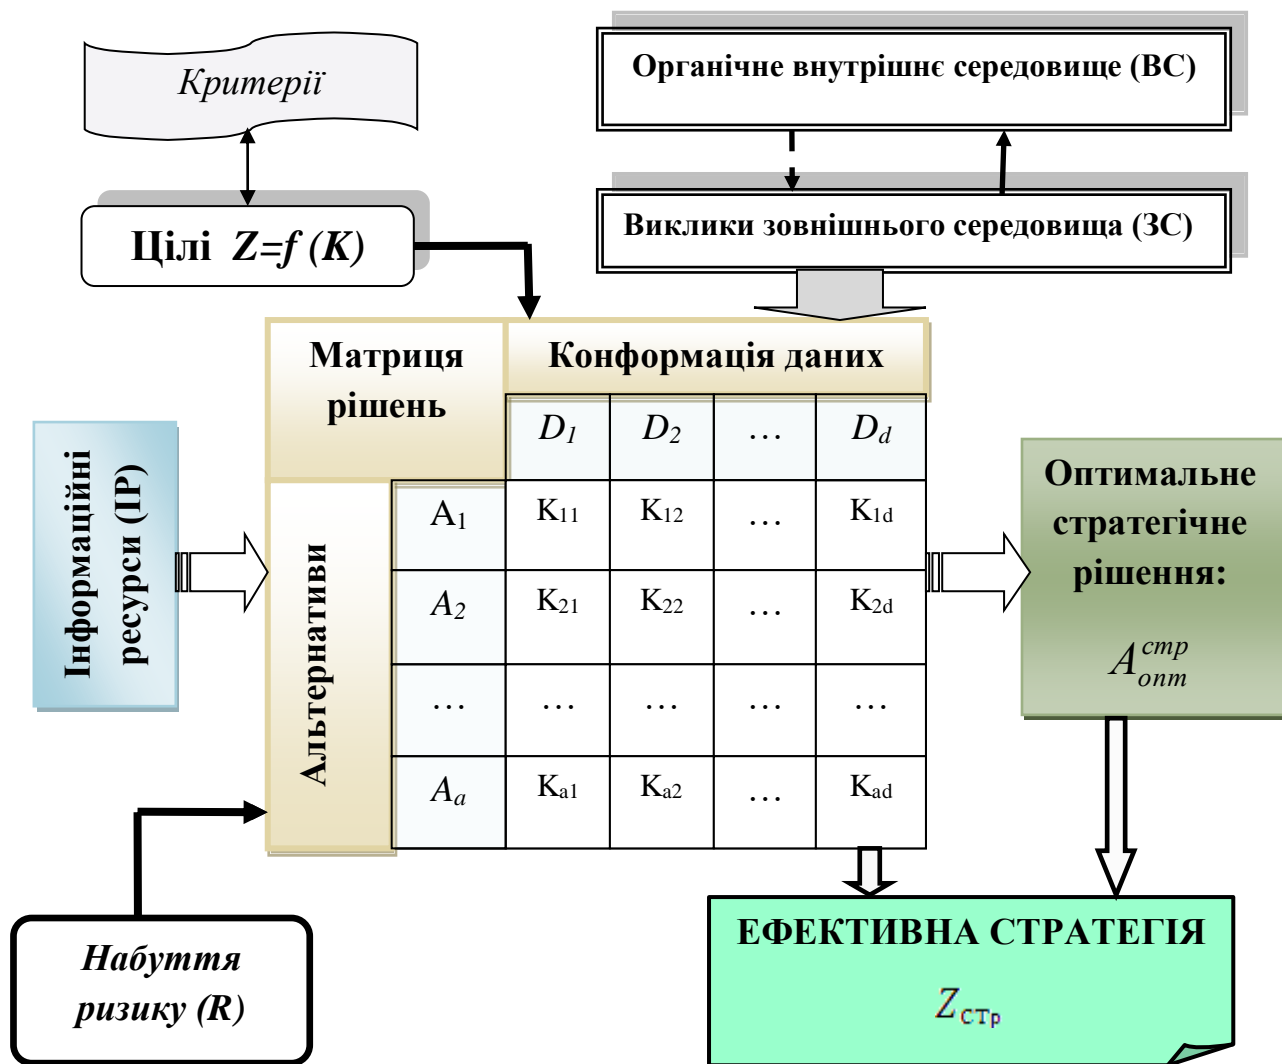 Критерії
Органічне внутрішнє середовище (ВС)
Цілі Z=f (K)
Виклики зовнішнього середовища (ЗС)
Матриця
рішень
Конформація даних
D1 D2 … Dd
Інформаційні
ресурси (ІР)
Альтернативи
A1 K11 K12 … K1d
A2 K21 K22 … K2d
… … … … …
Aa Ka1 Ka2 … Kad
Оптимальне
стратегічне
рішення:
A опт стр
Набуття
ризику (R)
ЕФЕКТИВНА СТРАТЕГІЯ
Z стр